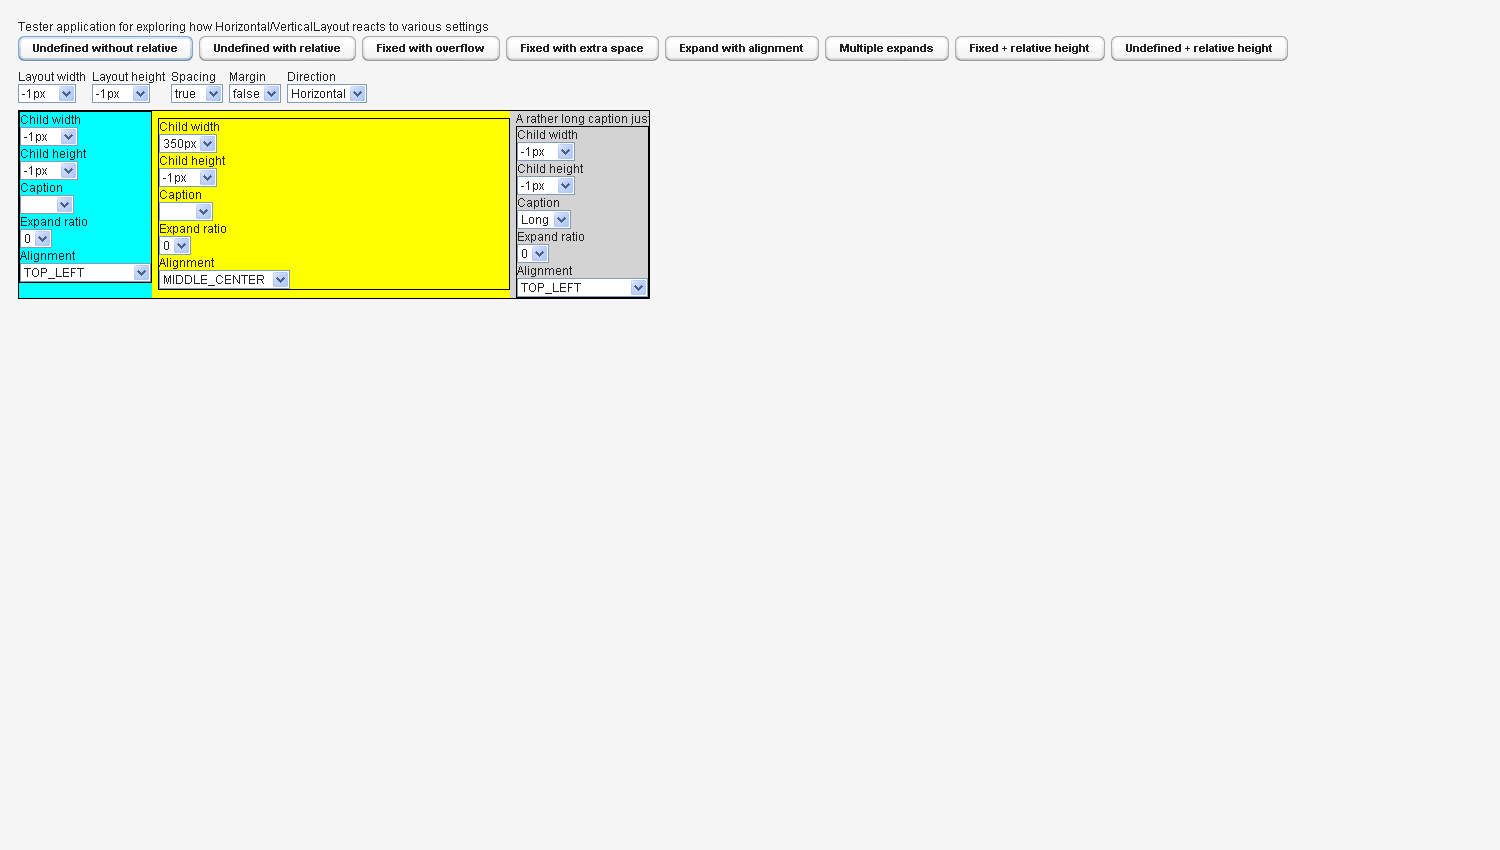 Tester application for exploring how Horizontal/VerticalLayout reacts to various settings
Undefined without relative Undefined with relative Fixed with overflow Fixed with extra space Expand with alignment Multiple expands Fixed + relative height Undefined + relative height
Layout width Layout height Spacing Margin Direction
-1px -1px true false Horizontal
Child width
-1px
Child height
-1px
Caption
Expand ratio
0
Alignment
TOP_LEFT
Child width
350px
Child height
-1px
Caption
Expand ratio
0
Alignment
MIDDLE_CENTER
A rather long caption jus
Child width
-1px
Child height
-1px
Caption
Long
Expand ratio
0
Alignment
TOP_LEFT